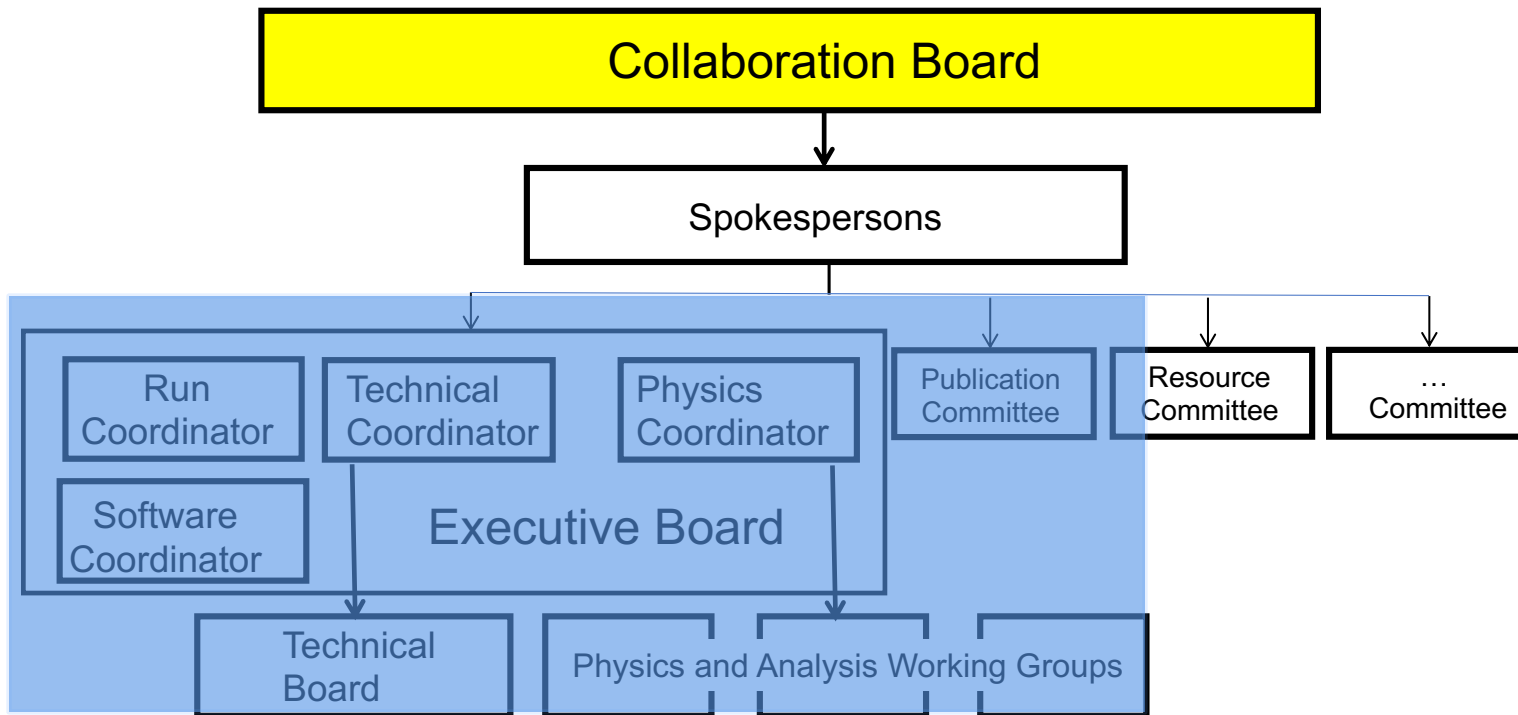 Collaboration Board
Spokespersons
Run
Coordinator
Technical
Coordinator
Physics
Coordinator
Publication
Committee
Resource
Committee
…
Committee
Software
Coordinator
Executive Board
Technical
Board
Physics and Analysis Working Groups